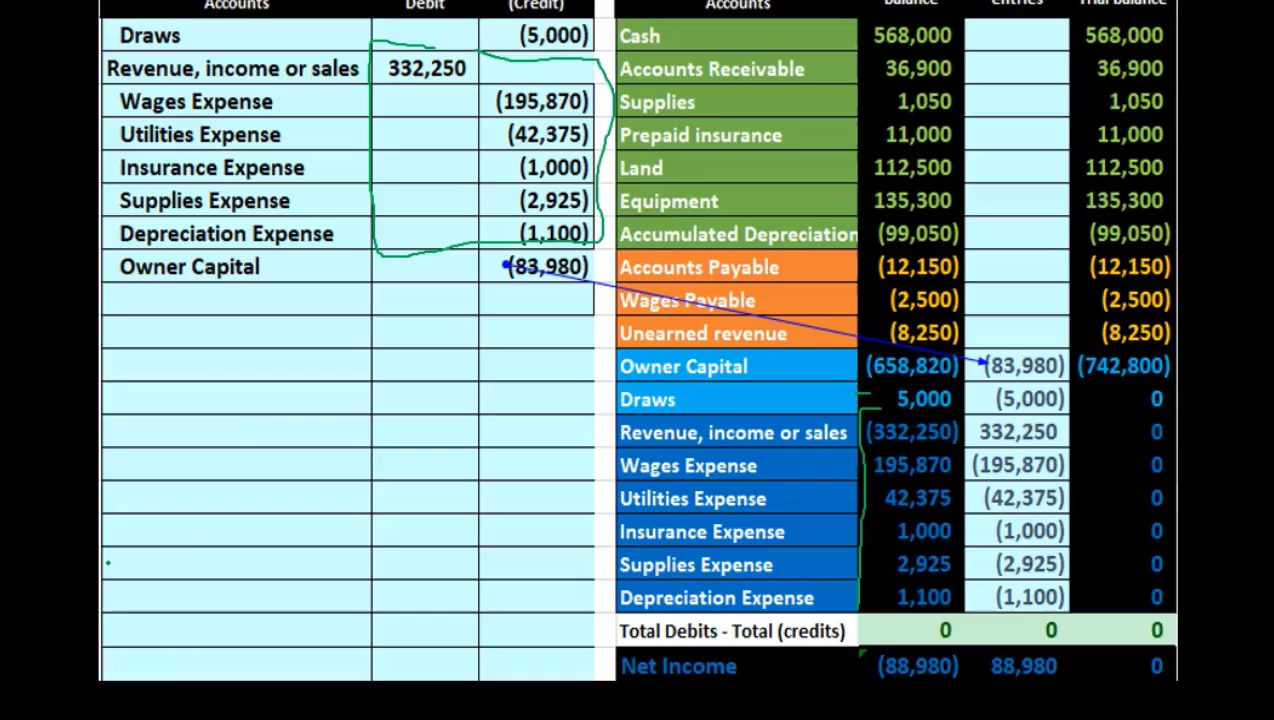 Accounts Debit (Credit) Accounts Balance entries Trial balance
Draws (5,000) Cash 568,000 568,000
Revenue, income or sales 332,250 Accounts Receivable 36,900 36,900
Wages Expense (195,870) Supplies 1,050 1,050
Utilities Expense (42,375) Prepaid insurance 11,000 11,000
Insurance Expense (1,000) Land 112,500 112,500
Supplies Expense (2,925) Equipment 135,300 135,300
Depreciation Expense (1,100) Accumulated Depreciation (99,050) (99,050)
Owner Capital (83,980) Accounts Payable (12,150) (12,150)
Wages Payable (2,500) (2,500)
Unearned revenue (8,250) (8,250)
Owner Capital (658,820) (83,980) (742,800)
Draws 5,000 (5,000) 0
Revenue, income or sales (332,250) 332,250 0
Wages Expense 195,870 (195,870) 0
Utilities Expense 42,375 (42,375) 0
Insurance Expense 1,000 (1,000) 0
Supplies Expense 2,925 (2,925) 0
Depreciation Expense 1,100 (1,100) 0
Total Debits - Total (credits) 0 0 0
Net Income (88,980) 88,980 0